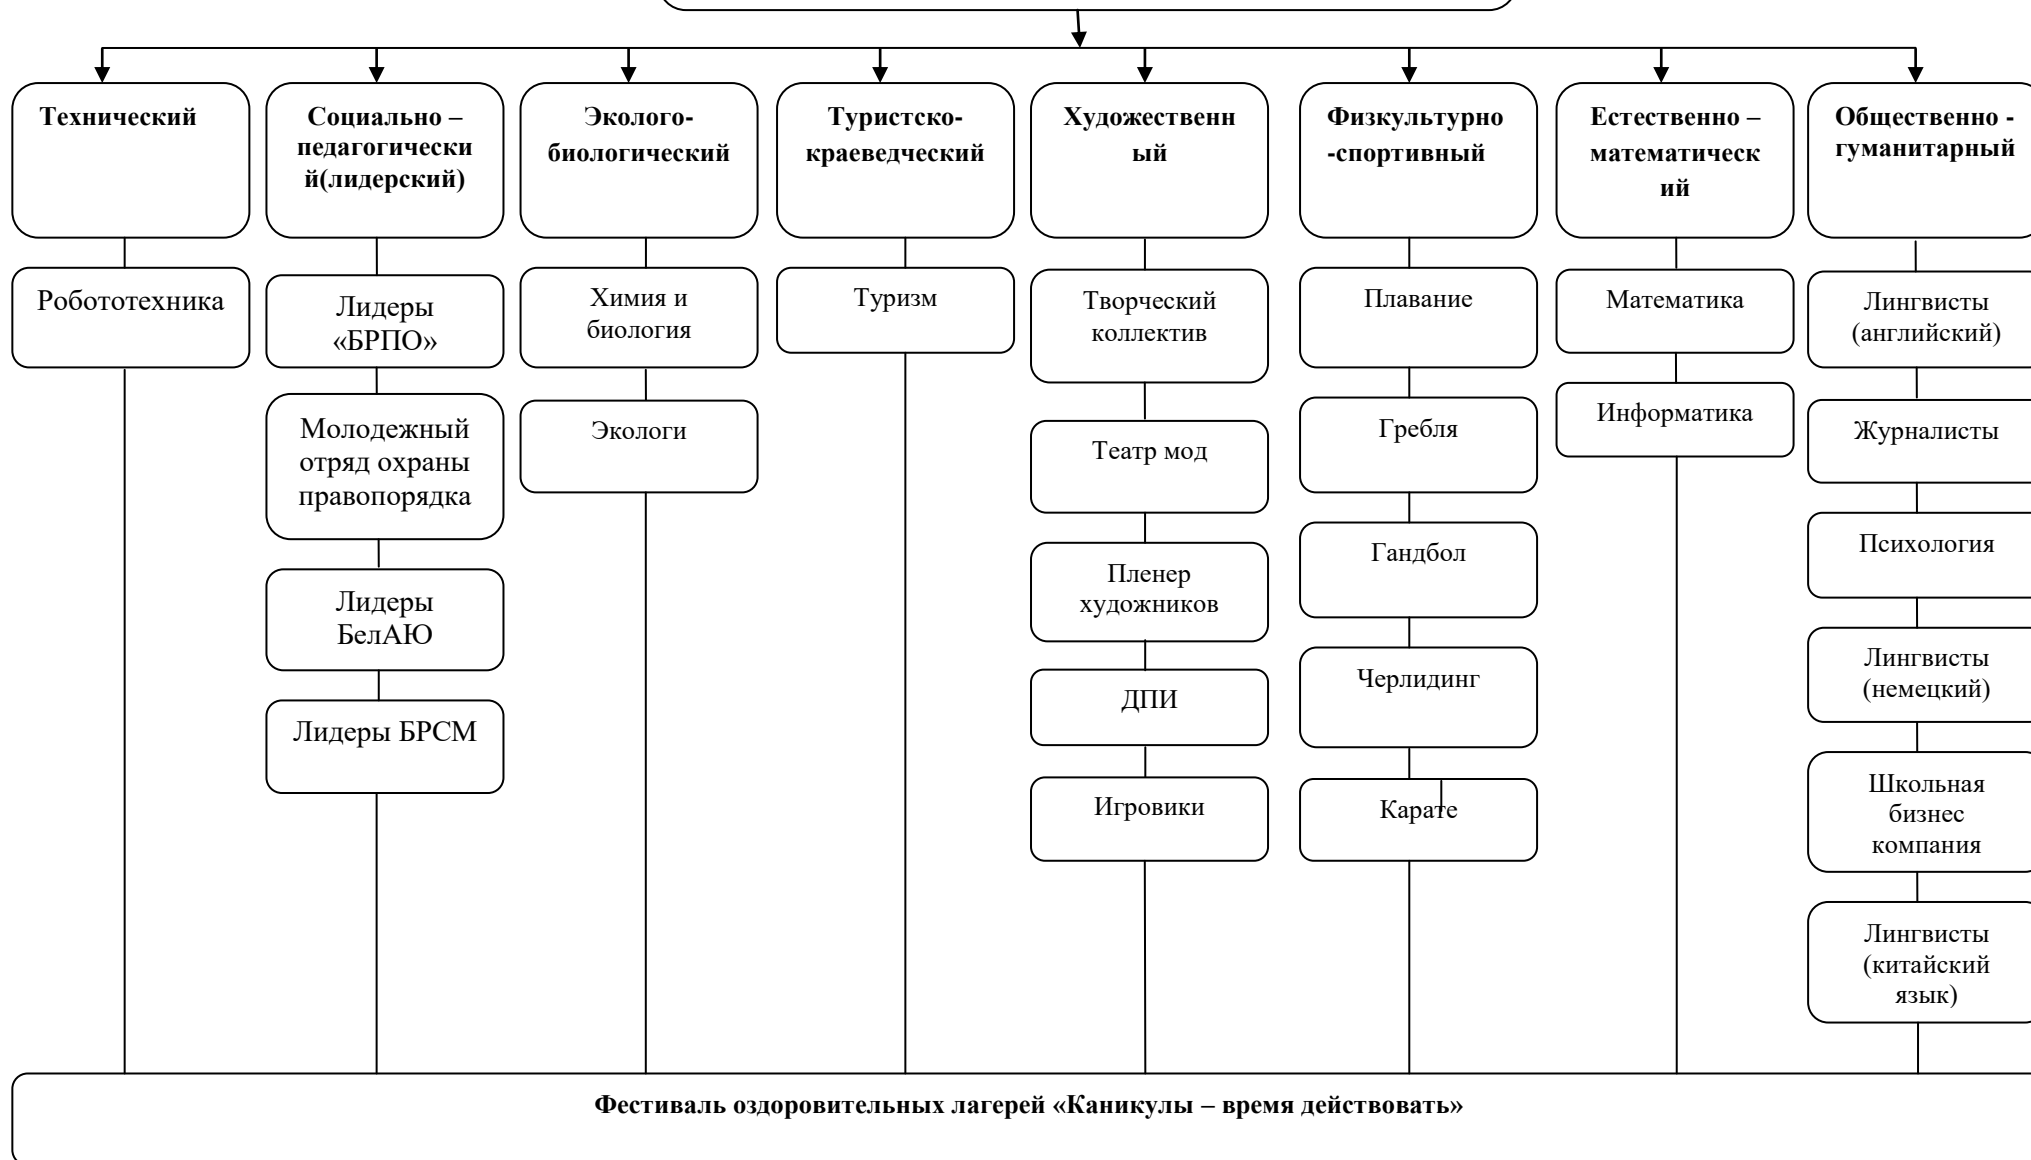 Технический
Социально –
педагогически
й(лидерский)
Эколого-
биологический
Туристско-
краеведческий
Художественн
ый
Физкультурно
-спортивный
Естественно –
математическ
ий
Общественно -
гуманитарный
Робототехника
Лидеры
«БРПО»
Молодежный
отряд охраны
правопорядка
Лидеры
БелАЮ
Лидеры БРСМ
Химия и
биология
Экологи
Туризм
Творческий
коллектив
Театр мод
Пленер
художников
ДПИ
Игровики
Плавание
Гребля
Гандбол
Черлидинг
Карате
Математика
Информатика
Лингвисты
(английский)
Журналисты
Психология
Лингвисты
(немецкий)
Школьная
бизнес
компания
Лингвисты
(китайский
язык)
Фестиваль оздоровительных лагерей «Каникулы – время действовать»